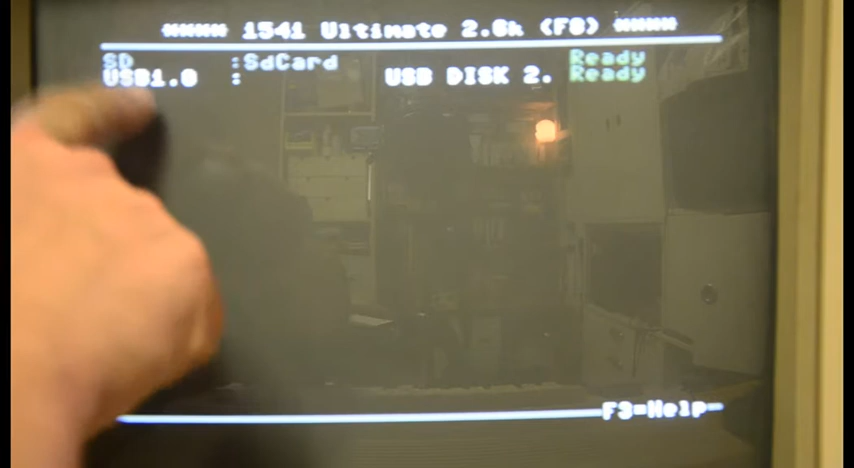 **** 1541 Ultimate 2.6k (F8) ****
SD :SdCard Ready
USB1.0 : USB DISK 2. Ready
F3=Help